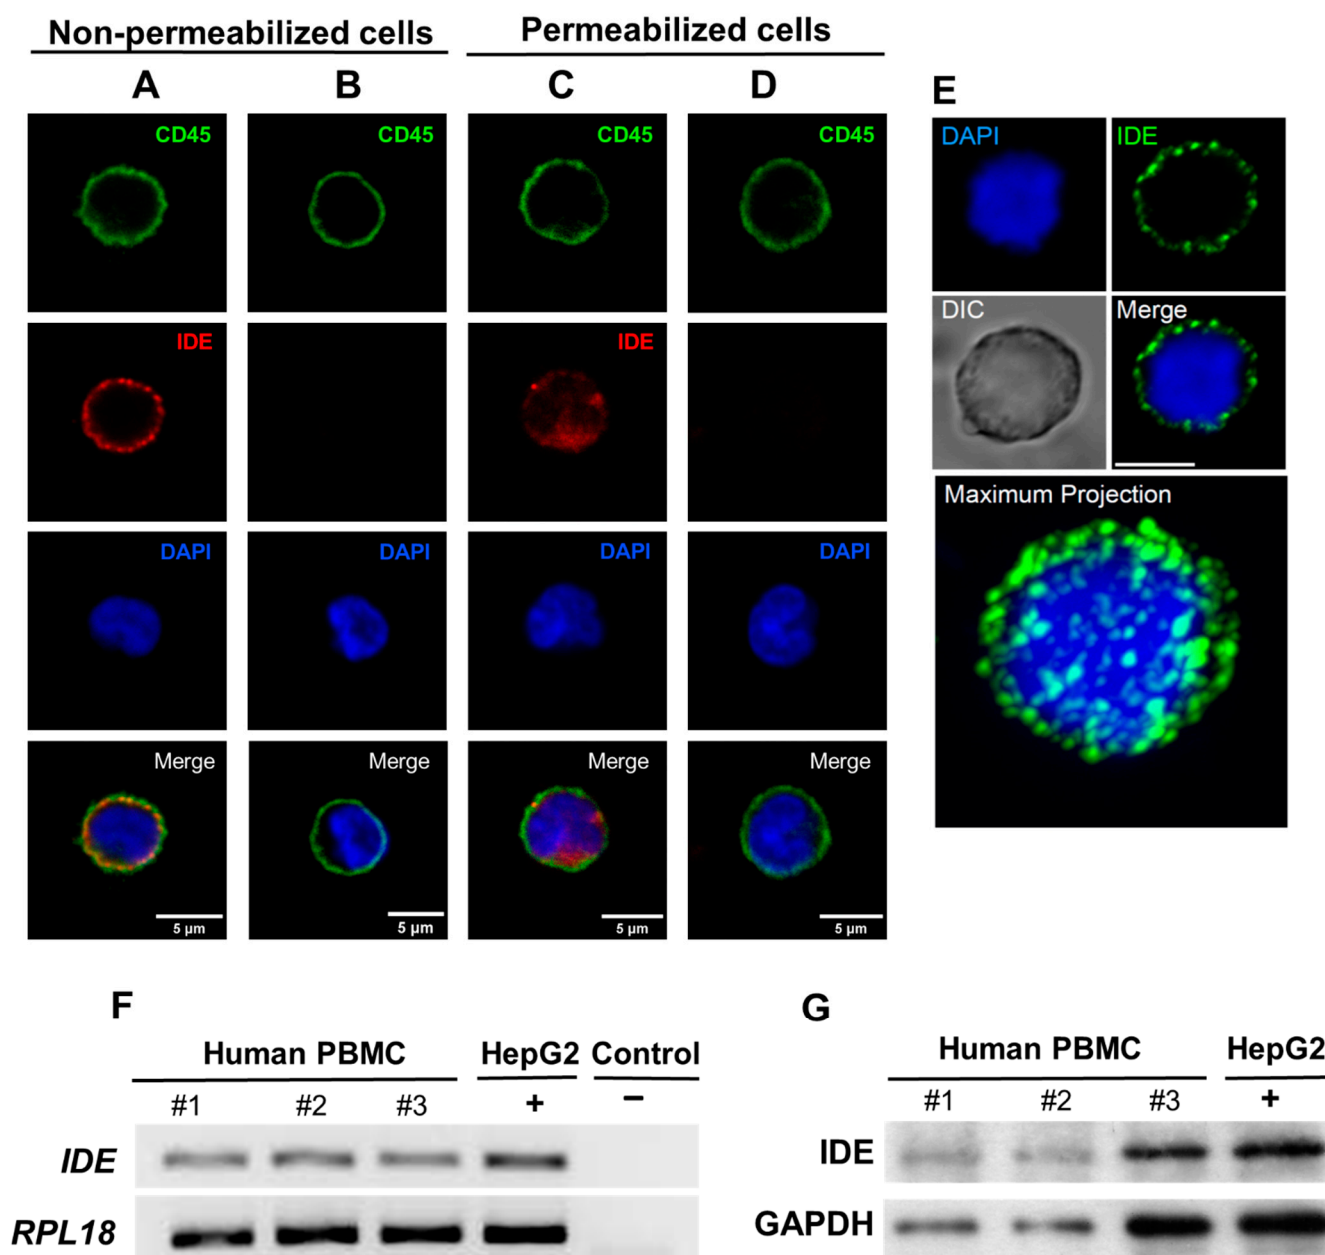 Non-permeabilized cells
Permeabilized cells
A
B
C
D
E
CD45
CD45
CD45
CD45
IDE
IDE
DAPI
DAPI
DAPI
DAPI
Merge
Merge
Merge
Merge
5 µm
5 µm
5 µm
5 µm
DAPI
IDE
DIC
Merge
Maximum Projection
F
Human PBMC
HepG2
Control
#1
#2
#3
+
−
IDE
RPL18
G
Human PBMC
HepG2
#1
#2
#3
+
IDE
GAPDH